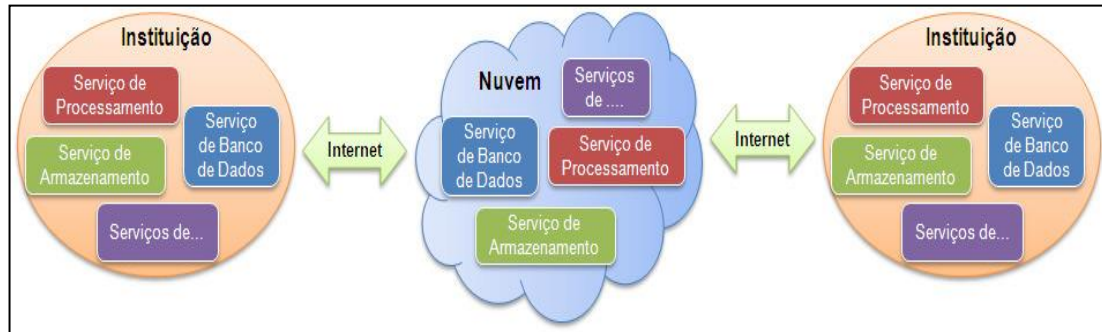 Instituição
Serviço de
Processamento
Serviço
de Banco
de Dados
Serviço de
Armazenamento
Serviços de...
Internet
Nuvem
Serviços
de ....
Serviço
de Banco
de Dados
Serviço de
Processamento
Serviço de
Armazenamento
Internet
Instituição
Serviço de
Processamento
Serviço
de Banco
de Dados
Serviço de
Armazenamento
Serviços de...